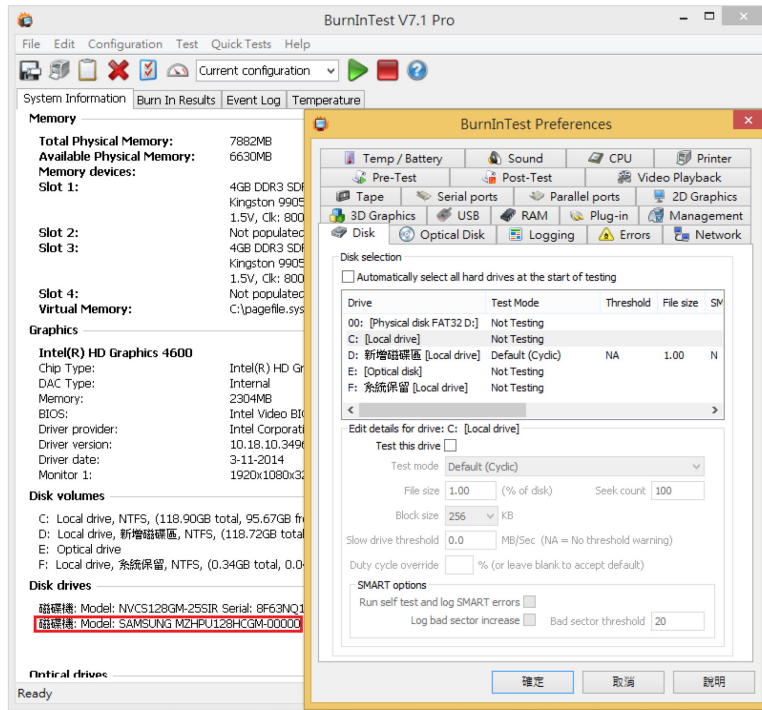 BurnInTest V7.1 Pro
File Edit Configuration Test Quick Tests Help
Current configuration
System Information Burn In Results Event Log Temperature
Memory
Total Physical Memory: 7882MB
Available Physical Memory: 6630MB
Memory devices:
Slot 1: 4GB DDR3 SDR
Kingston 9905
1.5V, Clk: 800
Slot 2: Not populated
Slot 3: 4GB DDR3 SDR
Kingston 9905
1.5V, Clk: 800
Slot 4: Not populated
Virtual Memory: C:\pagefile.sys
Graphics
Intel(R) HD Graphics 4600
Chip Type: Intel(R) HD Gr
DAC Type: Internal
Memory: 2304MB
BIOS: Intel Video BI
Driver provider: Intel Corporati
Driver version: 10.18.10.3496
Driver date: 3-11-2014
Monitor 1: 1920x1080x32
Disk volumes
C: Local drive, NTFS, (118.90GB total, 95.67GB fr
D: Local drive, 新增磁碟區, NTFS, (118.72GB total
E: Optical drive
F: Local drive, 系統保留, NTFS, (0.34GB total, 0.0
Disk drives
磁碟機: Model: NVCS128GM-25SIR Serial: 8F63NQ1
磁碟機: Model: SAMSUNG MZHPU128HCGM-00000
Optical drives
Ready
BurnInTest Preferences
Temp / Battery Sound CPU Printer
Pre-Test Post-Test Video Playback
Tape Serial ports Parallel ports 2D Graphics
3D Graphics USB RAM Plug-in Management
Disk Optical Disk Logging Errors Network
Disk selection
Automatically select all hard drives at the start of testing
Drive Test Mode Threshold File size SM
00: [Physical disk FAT32 D:] Not Testing
C: [Local drive] Not Testing
D: 新增磁碟區 [Local drive] Default (Cyclic) NA 1.00 N
E: [Optical disk] Not Testing
F: 系統保留 [Local drive] Not Testing
Edit details for drive: C: [Local drive]
Test this drive
Test mode Default (Cyclic)
File size 1.00 (% of disk) Seek count 100
Block size 256 KB
Slow drive threshold 0.0 MB/Sec (NA = No threshold warning)
Duty cycle override % (or leave blank to accept default)
SMART options
Run self test and log SMART errors
Log bad sector increase Bad sector threshold 20
確定 取消 說明